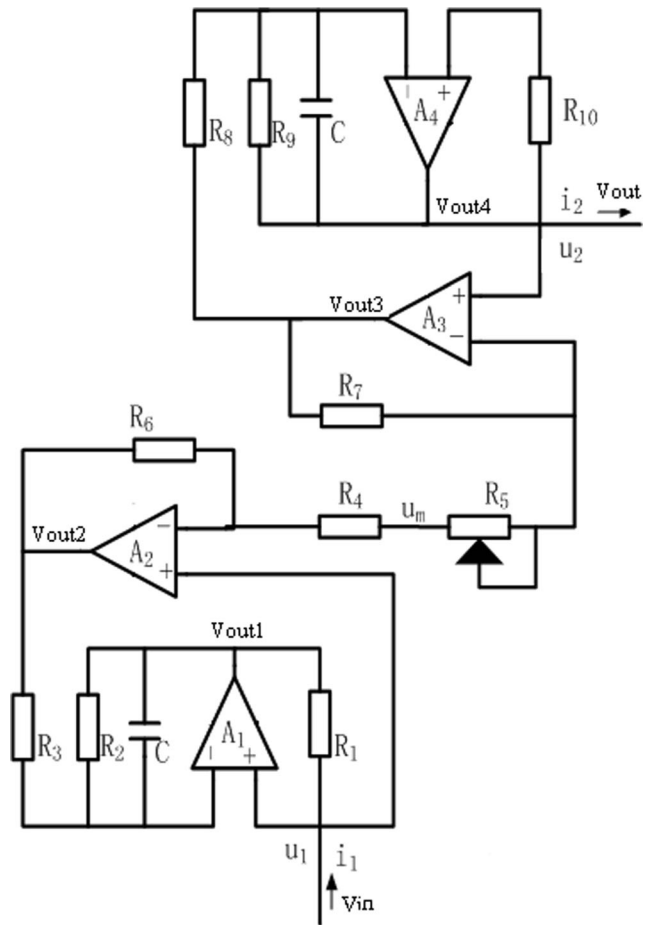 R8 R9 C − A4 + R10
Vout4 i2 Vout
u2
Vout3 A3 + −
R7
R6
R4 um R5
Vout2 A2 − +
Vout1
R3 R2 C A1 − + R1
u1 i1
Vin